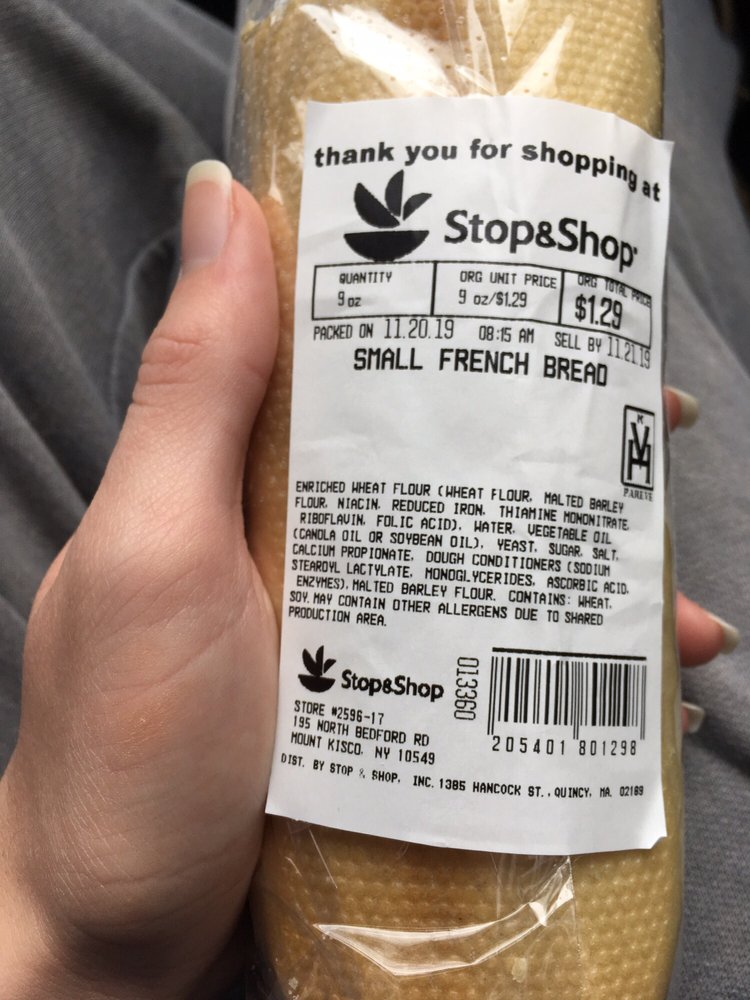 thank you for shopping at
Stop&Shop
QUANTITY ORG UNIT PRICE ORG TOTAL PRICE
9 oz 9 oz/$1.29 $1.29
PACKED ON 11.20.19 08:15 AM SELL BY 11.21.19
SMALL FRENCH BREAD
PAREVE
ENRICHED WHEAT FLOUR (WHEAT FLOUR, MALTED BARLEY
FLOUR, NIACIN, REDUCED IRON, THIAMINE MONONITRATE,
RIBOFLAVIN, FOLIC ACID), WATER, VEGETABLE OIL
(CANOLA OIL OR SOYBEAN OIL), YEAST, SUGAR, SALT,
CALCIUM PROPIONATE, DOUGH CONDITIONERS (SODIUM
STEAROYL LACTYLATE, MONOGLYCERIDES, ASCORBIC ACID,
ENZYMES), MALTED BARLEY FLOUR. CONTAINS: WHEAT,
SOY. MAY CONTAIN OTHER ALLERGENS DUE TO SHARED
PRODUCTION AREA.
Stop&Shop
013360
STORE #2596-17
195 NORTH BEDFORD RD
MOUNT KISCO, NY 10549
205401 801298
DIST. BY STOP & SHOP, INC. 1385 HANCOCK ST., QUINCY, MA. 02169